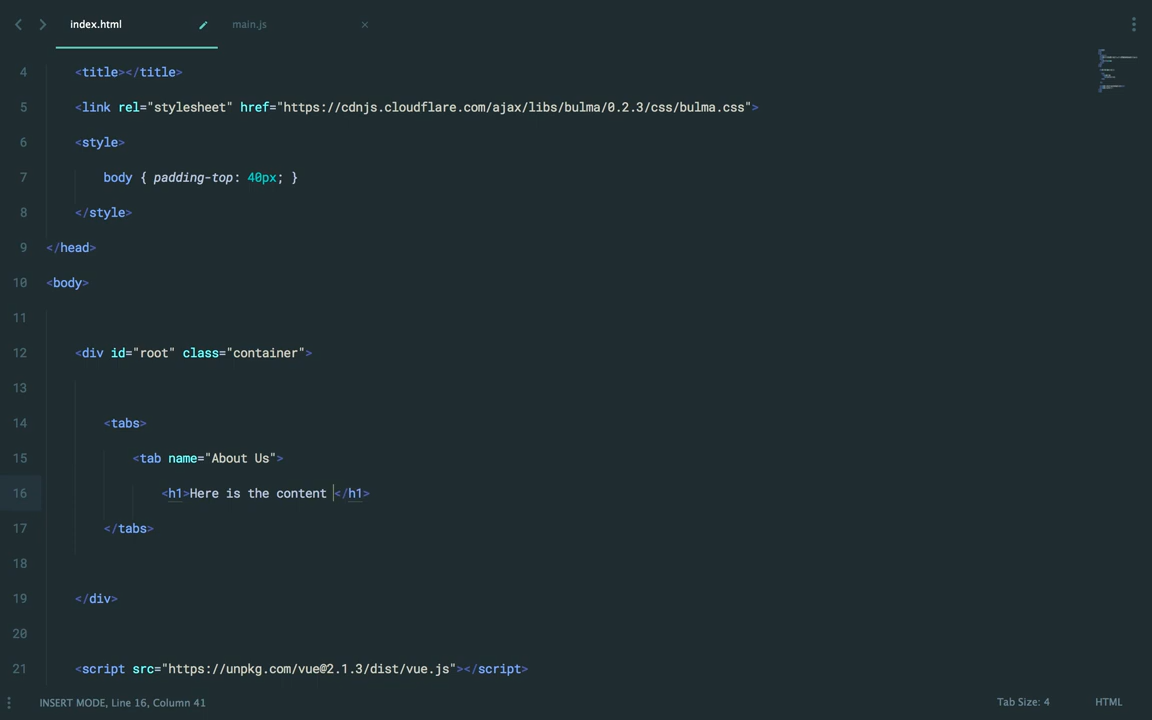 index.html main.js
4 <title></title>
5 <link rel="stylesheet" href="https://cdnjs.cloudflare.com/ajax/libs/bulma/0.2.3/css/bulma.css">
6 <style>
7 body { padding-top: 40px; }
8 </style>
9 </head>
10 <body>
11
12 <div id="root" class="container">
13
14 <tabs>
15 <tab name="About Us">
16 <h1>Here is the content </h1>
17 </tabs>
18
19 </div>
20
21 <script src="https://unpkg.com/vue@2.1.3/dist/vue.js"></script>
INSERT MODE, Line 16, Column 41 Tab Size: 4 HTML